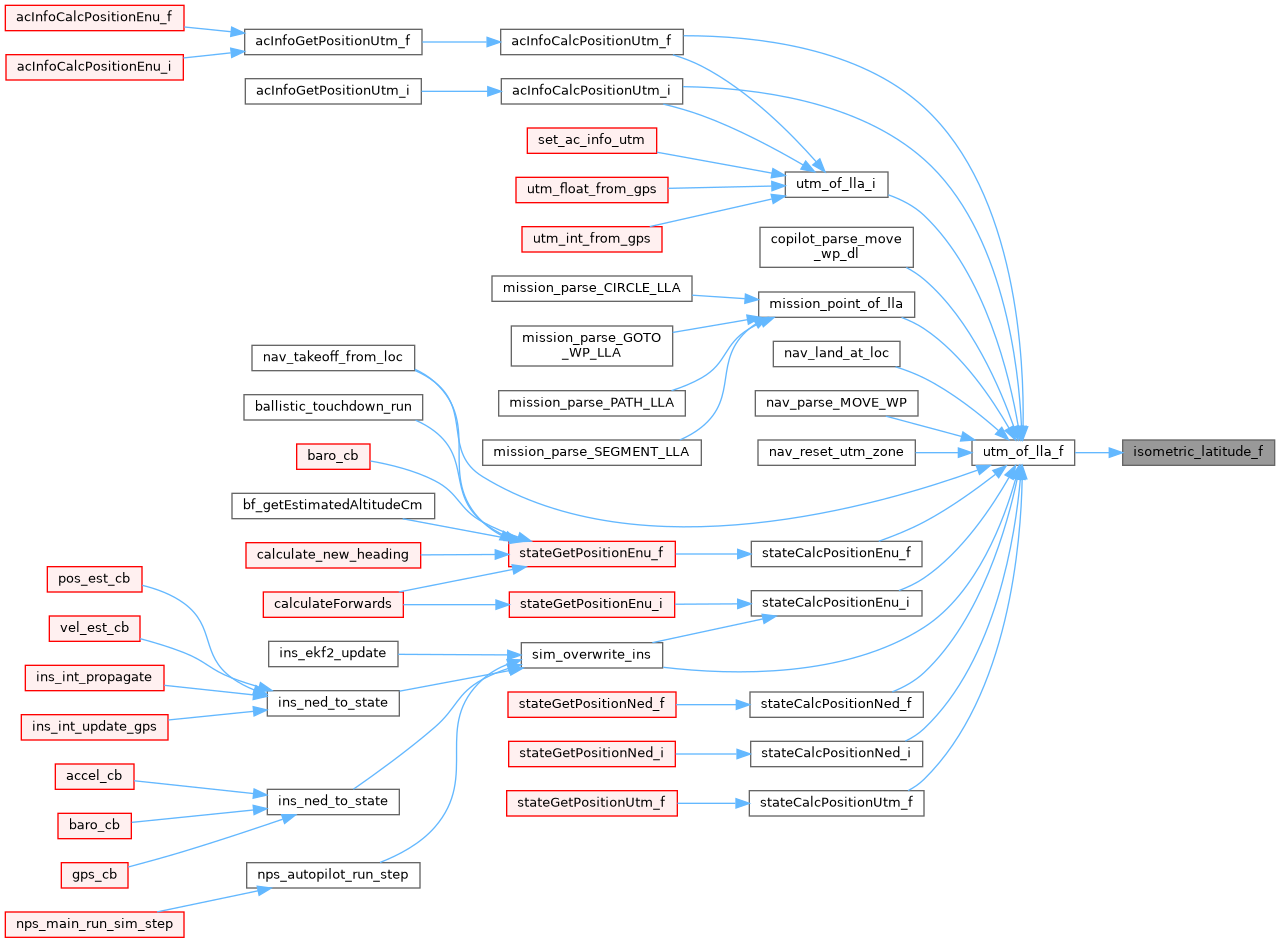 acInfoCalcPositionEnu_f
acInfoCalcPositionEnu_i
acInfoGetPositionUtm_f
acInfoGetPositionUtm_i
acInfoCalcPositionUtm_f
acInfoCalcPositionUtm_i
set_ac_info_utm
utm_float_from_gps
utm_int_from_gps
utm_of_lla_i
copilot_parse_move
_wp_dl
mission_parse_CIRCLE_LLA
mission_point_of_lla
mission_parse_GOTO
_WP_LLA
mission_parse_PATH_LLA
mission_parse_SEGMENT_LLA
nav_land_at_loc
nav_parse_MOVE_WP
nav_reset_utm_zone
utm_of_lla_f
isometric_latitude_f
nav_takeoff_from_loc
ballistic_touchdown_run
baro_cb
bf_getEstimatedAltitudeCm
calculate_new_heading
calculateForwards
stateGetPositionEnu_f
stateCalcPositionEnu_f
stateGetPositionEnu_i
stateCalcPositionEnu_i
pos_est_cb
vel_est_cb
ins_int_propagate
ins_int_update_gps
ins_ekf2_update
sim_overwrite_ins
ins_ned_to_state
stateGetPositionNed_f
stateCalcPositionNed_f
stateGetPositionNed_i
stateCalcPositionNed_i
stateGetPositionUtm_f
stateCalcPositionUtm_f
accel_cb
baro_cb
gps_cb
ins_ned_to_state
nps_autopilot_run_step
nps_main_run_sim_step